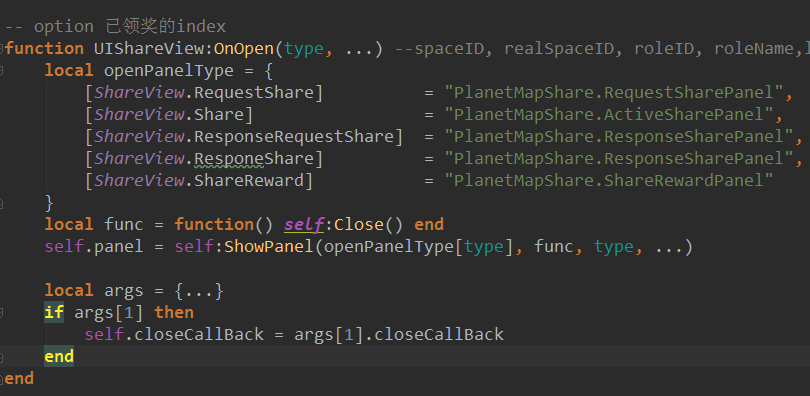 -- option 已领奖的index
function UIShareView:OnOpen(type, ...) --spaceID, realSpaceID, roleID, roleName,
    local openPanelType = {
        [ShareView.RequestShare]          = "PlanetMapShare.RequestSharePanel",
        [ShareView.Share]                 = "PlanetMapShare.ActiveSharePanel",
        [ShareView.ResponseRequestShare]  = "PlanetMapShare.ResponseSharePanel",
        [ShareView.ResponeShare]          = "PlanetMapShare.ResponseSharePanel",
        [ShareView.ShareReward]           = "PlanetMapShare.ShareRewardPanel"
    }
    local func = function() self:Close() end
    self.panel = self:ShowPanel(openPanelType[type], func, type, ...)
    local args = {...}
    if args[1] then
        self.closeCallBack = args[1].closeCallBack
    end
end